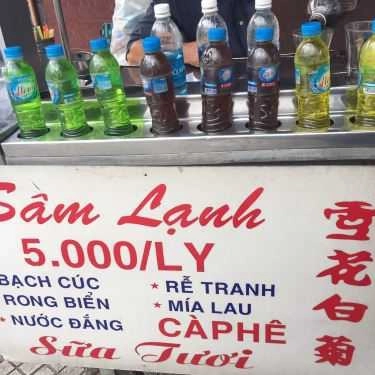 Sâm Lạnh
5.000/LY
BẠCH CÚC
RONG BIỂN
★ NƯỚC ĐẮNG
★ RỄ TRANH
★ MÍA LAU
CÀPHÊ
Sữa Tươi
雪花白菊